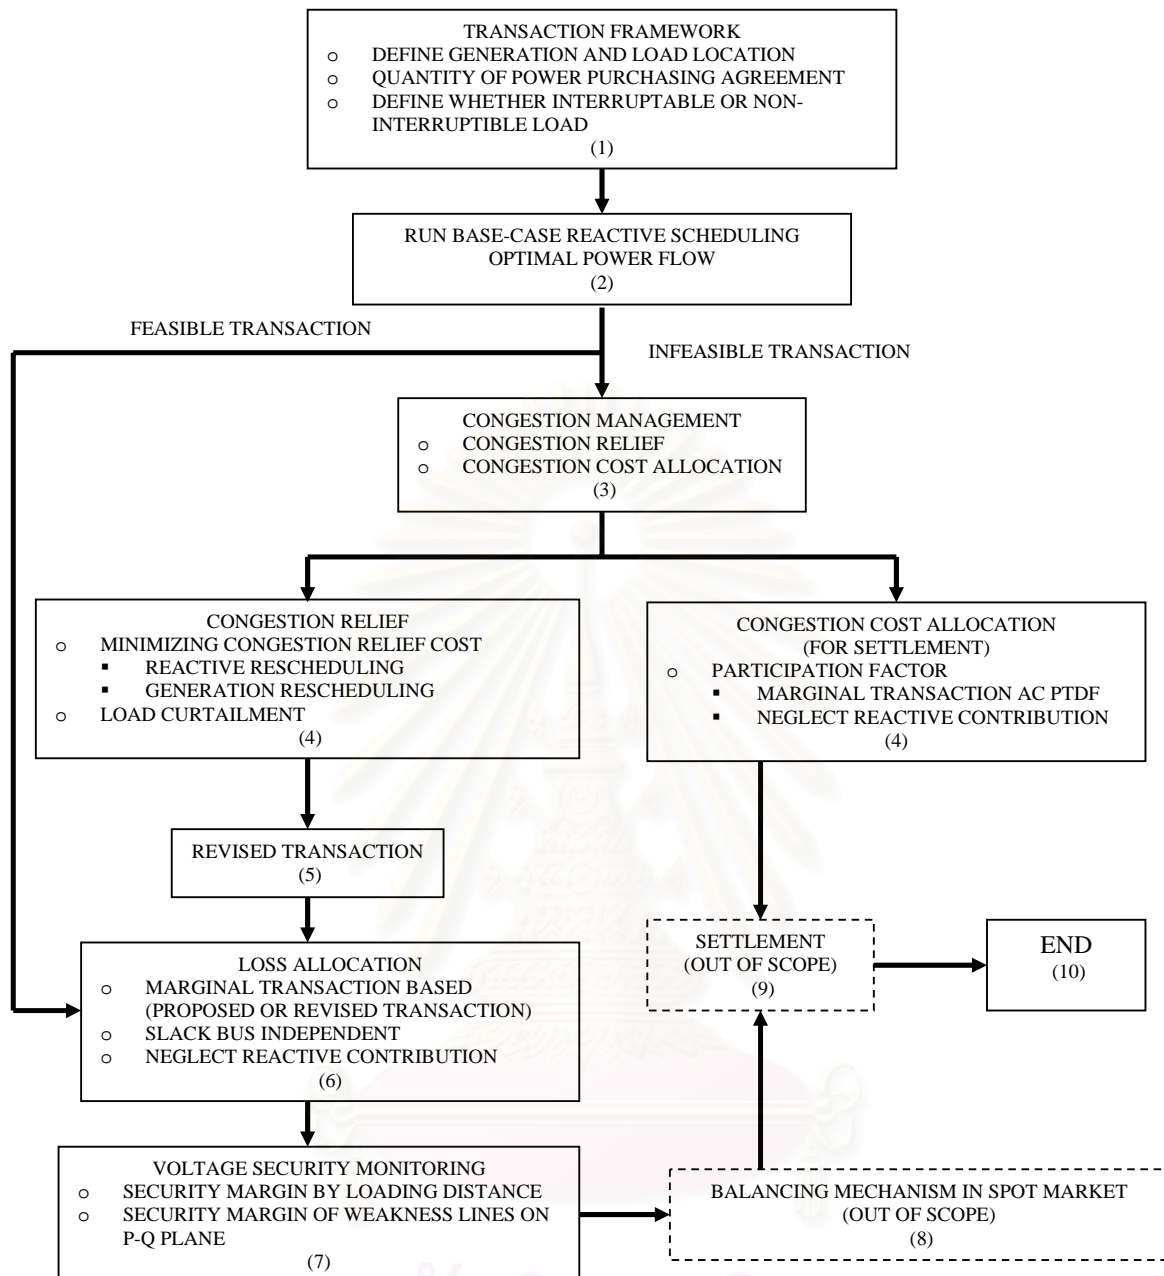 TRANSACTION FRAMEWORK
o DEFINE GENERATION AND LOAD LOCATION
o QUANTITY OF POWER PURCHASING AGREEMENT
o DEFINE WHETHER INTERRUPTABLE OR NON-
INTERRUPTIBLE LOAD
(1)
RUN BASE-CASE REACTIVE SCHEDULING
OPTIMAL POWER FLOW
(2)
FEASIBLE TRANSACTION
INFEASIBLE TRANSACTION
CONGESTION MANAGEMENT
o CONGESTION RELIEF
o CONGESTION COST ALLOCATION
(3)
CONGESTION RELIEF
o MINIMIZING CONGESTION RELIEF COST
▪ REACTIVE RESCHEDULING
▪ GENERATION RESCHEDULING
o LOAD CURTAILMENT
(4)
CONGESTION COST ALLOCATION
(FOR SETTLEMENT)
o PARTICIPATION FACTOR
▪ MARGINAL TRANSACTION AC PTDF
▪ NEGLECT REACTIVE CONTRIBUTION
(4)
REVISED TRANSACTION
(5)
LOSS ALLOCATION
o MARGINAL TRANSACTION BASED
(PROPOSED OR REVISED TRANSACTION)
o SLACK BUS INDEPENDENT
o NEGLECT REACTIVE CONTRIBUTION
(6)
SETTLEMENT
(OUT OF SCOPE)
(9)
END
(10)
VOLTAGE SECURITY MONITORING
o SECURITY MARGIN BY LOADING DISTANCE
o SECURITY MARGIN OF WEAKNESS LINES ON
P-Q PLANE
(7)
BALANCING MECHANISM IN SPOT MARKET
(OUT OF SCOPE)
(8)